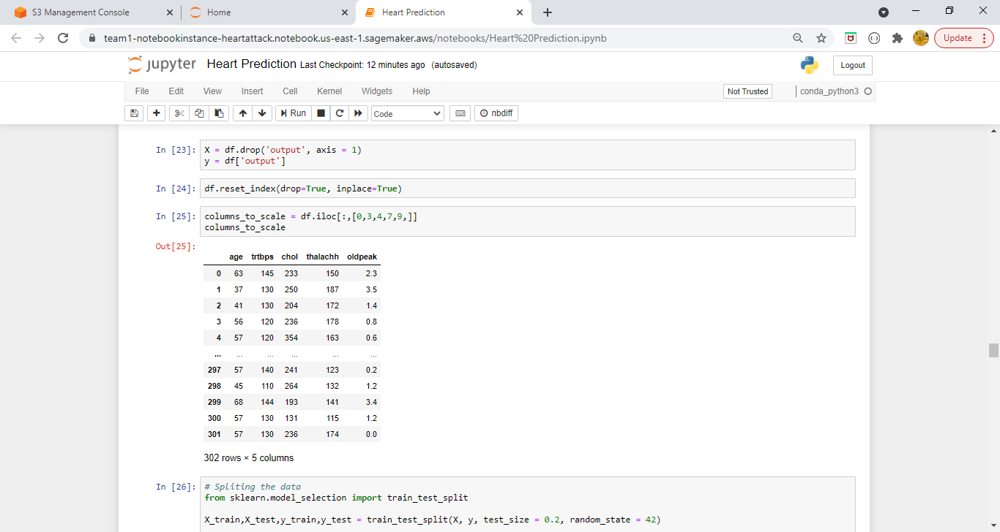 S3 Management Console
Home
Heart Prediction
team1-notebookinstance-heartattack.notebook.us-east-1.sagemaker.aws/notebooks/Heart%20Prediction.ipynb
Update
jupyter Heart Prediction Last Checkpoint: 12 minutes ago (autosaved)
Logout
File Edit View Insert Cell Kernel Widgets Help
Not Trusted
conda_python3
Run
Code
nbdiff
In [23]: X = df.drop('output', axis = 1)
y = df['output']
In [24]: df.reset_index(drop=True, inplace=True)
In [25]: columns_to_scale = df.iloc[:,[0,3,4,7,9,]]
columns_to_scale
Out[25]:
age trtbps chol thalachh oldpeak
0 63 145 233 150 2.3
1 37 130 250 187 3.5
2 41 130 204 172 1.4
3 56 120 236 178 0.8
4 57 120 354 163 0.6
... ... ... ... ... ...
297 57 140 241 123 0.2
298 45 110 264 132 1.2
299 68 144 193 141 3.4
300 57 130 131 115 1.2
301 57 130 236 174 0.0
302 rows × 5 columns
In [26]: # Spliting the data
from sklearn.model_selection import train_test_split
X_train,X_test,y_train,y_test = train_test_split(X, y, test_size = 0.2, random_state = 42)